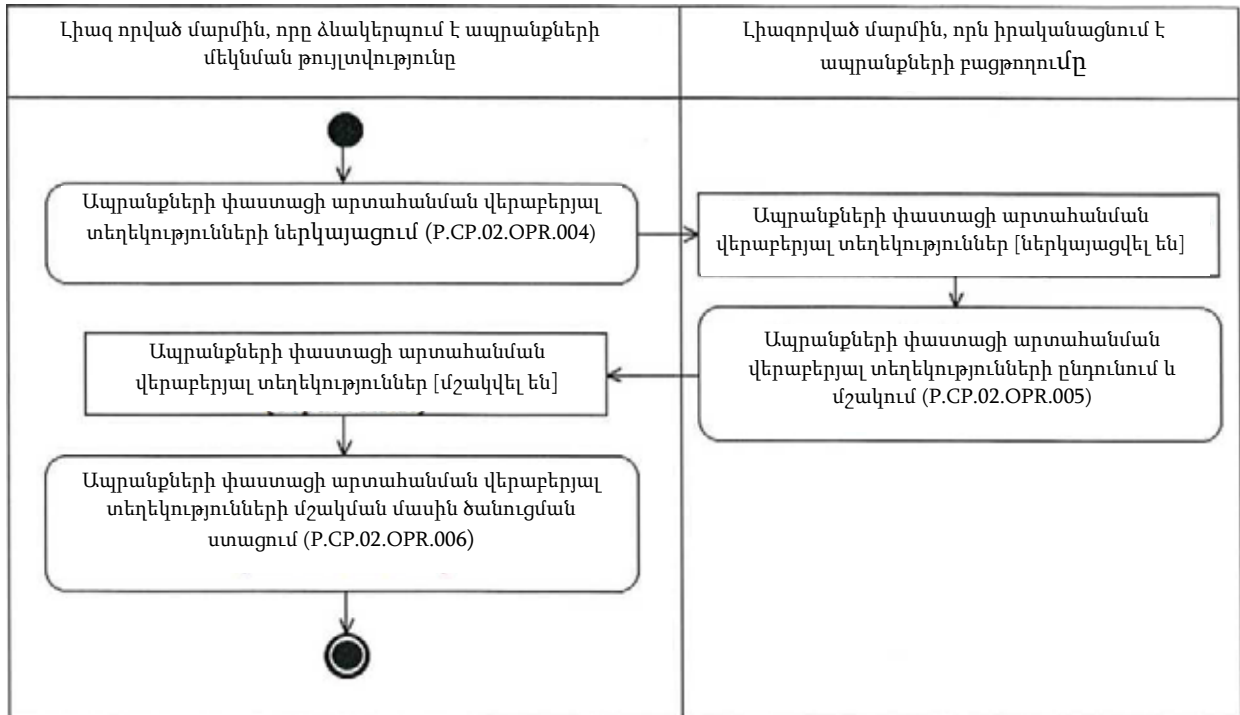 Լիազ որված մարմին, որը ձևակերպում է ապրանքների
մեկնման թույլտվությունը
Լիազորված մարմին, որն իրականացնում է
ապրանքների բացթողումը
Ապրանքների փաստացի արտահանման վերաբերյալ
տեղեկությունների ներկայացում (P.CP.02.OPR.004)
Ապրանքների փաստացի արտահանման
վերաբերյալ տեղեկություններ [ներկայացվել են]
Ապրանքների փաստացի արտահանման
վերաբերյալ տեղեկությունների ընդունում և
մշակում (P.CP.02.OPR.005)
Ապրանքների փաստացի արտահանման
վերաբերյալ տեղեկություններ [մշակվել են]
Ապրանքների փաստացի արտահանման վերաբերյալ
տեղեկությունների մշակման մասին ծանուցման
ստացում (P.CP.02.OPR.006)